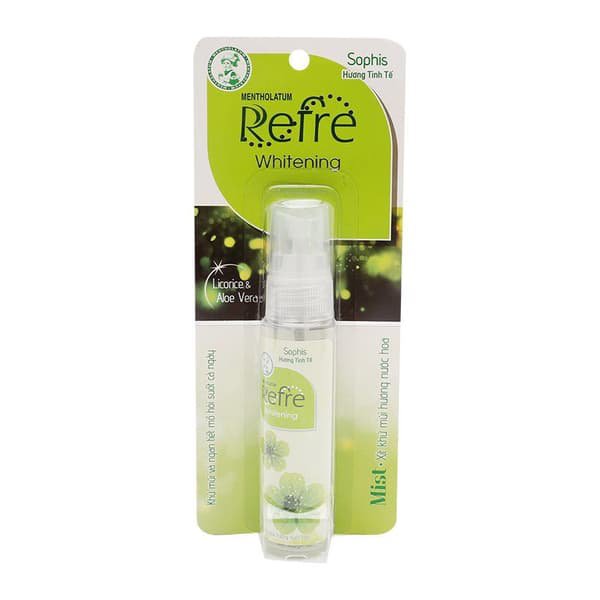 Sophis
Hương Tinh Tế
MENTHOLATUM
Refre
Whitening
Licorice &
Aloe Vera
Khử mùi và ngăn tiết mồ hôi suốt cả ngày
Mist - Xịt khử mùi hương nước hoa
Sophis
Hương Tinh Tế
Refre
Whitening